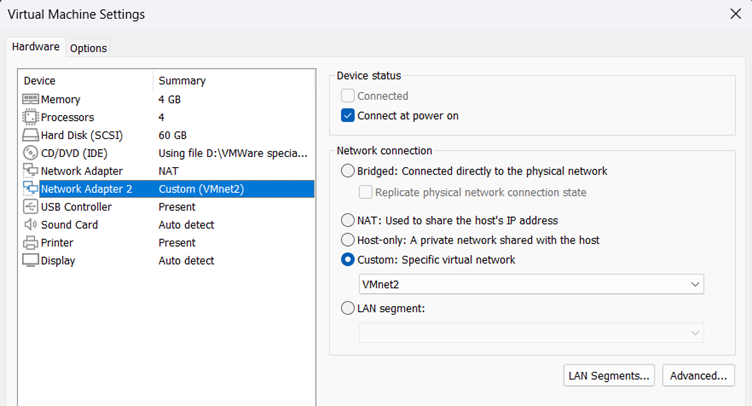 Virtual Machine Settings
Hardware Options
Device Summary
Memory 4 GB
Processors 4
Hard Disk (SCSI) 60 GB
CD/DVD (IDE) Using file D:\VMWare specia...
Network Adapter NAT
Network Adapter 2 Custom (VMnet2)
USB Controller Present
Sound Card Auto detect
Printer Present
Display Auto detect
Device status
Connected
Connect at power on
Network connection
Bridged: Connected directly to the physical network
Replicate physical network connection state
NAT: Used to share the host's IP address
Host-only: A private network shared with the host
Custom: Specific virtual network
VMnet2
LAN segment:
LAN Segments... Advanced...